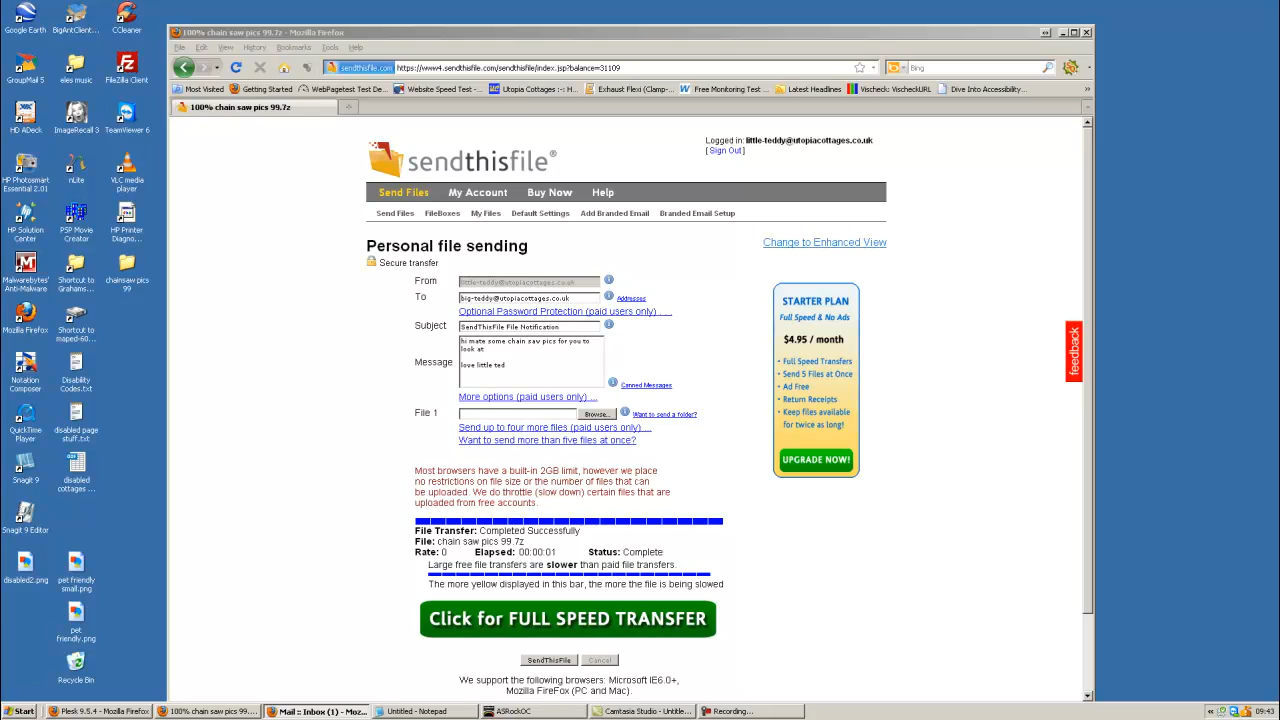 Google Earth
BigAntClient...
CCleaner
GroupMail 5
eles music
FileZilla Client
HD ADeck
ImageRecall 3
TeamViewer 6
HP Photosmart
Essential 2.01
nLite
VLC media
player
HP Solution
Center
PSP Movie
Creator
HP Printer
Diagno...
Malwarebytes'
Anti-Malware
Shortcut to
Grahams...
chainsaw pics
99
Mozilla Firefox
Shortcut to
maped-60...
Notation
Composer
Disability
Codes.txt
QuickTime
Player
disabled page
stuff.txt
Snagit 9
disabled
cottages ...
Snagit 9 Editor
disabled2.png
pet friendly
small.png
pet
friendly.png
Recycle Bin
100% chain saw pics 99.7z - Mozilla Firefox
File Edit View History Bookmarks Tools Help
sendthisfile.com https://www4.sendthisfile.com/sendthisfile/index.jsp?balance=31109
Bing
Most Visited Getting Started WebPagetest Test De... Website Speed Test -... Utopia Cottages :-: H... Exhaust Flexi (Clamp-... Free Monitoring Test ... Latest Headlines Vischeck: VischeckURL Dive Into Accessibility... »
100% chain saw pics 99.7z
Logged in: little-teddy@utopiacottages.co.uk
[ Sign Out ]
sendthisfile®
Send Files My Account Buy Now Help
Send Files FileBoxes My Files Default Settings Add Branded Email Branded Email Setup
Personal file sending
Change to Enhanced View
Secure transfer
From little-teddy@utopiacottages.co.uk
To big-teddy@utopiacottages.co.uk Addresses
Optional Password Protection (paid users only) . . .
Subject SendThisFile File Notification
Message
hi mate some chain saw pics for you to
look at
love little ted
Canned Messages
More options (paid users only) ...
File 1 Browse... Want to send a folder?
Send up to four more files (paid users only) ...
Want to send more than five files at once?
Most browsers have a built-in 2GB limit, however we place
no restrictions on file size or the number of files that can
be uploaded. We do throttle (slow down) certain files that are
uploaded from free accounts.
File Transfer: Completed Successfully
File: chain saw pics 99.7z
Rate: 0 Elapsed: 00:00:01 Status: Complete
Large free file transfers are slower than paid file transfers.
The more yellow displayed in this bar, the more the file is being slowed
Click for FULL SPEED TRANSFER
SendThisFile Cancel
We support the following browsers: Microsoft IE6.0+,
Mozilla FireFox (PC and Mac).
STARTER PLAN
Full Speed & No Ads
$4.95 / month
• Full Speed Transfers
• Send 5 Files at Once
• Ad Free
• Return Receipts
• Keep files available
for twice as long!
UPGRADE NOW!
feedback
Start Plesk 9.5.4 - Mozilla Firefox 100% chain saw pics 99.... Mail :: Inbox (1) - Moz... Untitled - Notepad ASRockOC Camtasia Studio - Untitle... Recording... « 09:43